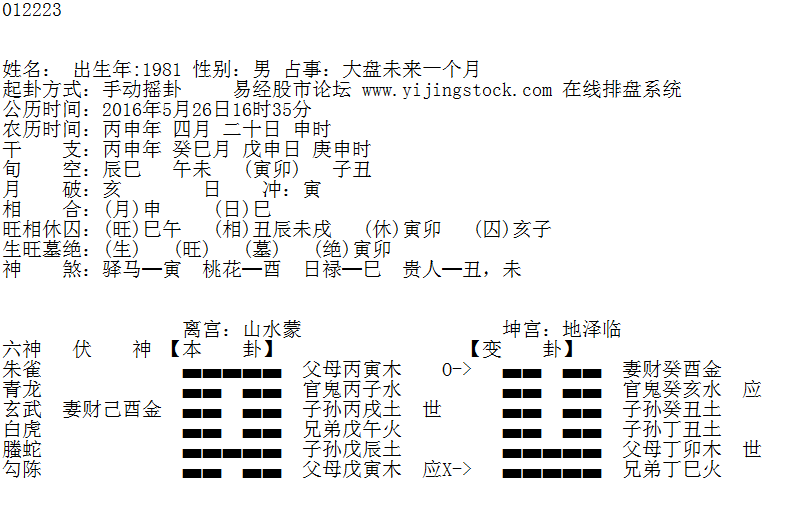 012223
姓名： 出生年:1981 性别：男 占事：大盘未来一个月
起卦方式：手动摇卦 易经股市论坛 www.yijingstock.com 在线排盘系统
公历时间：2016年5月26日16时35分
农历时间：丙申年 四月 二十日 申时
干 支：丙申年 癸巳月 戊申日 庚申时
旬 空：辰巳 午未 (寅卯) 子丑
月 破：亥 日 冲：寅
相 合：(月)申 (日)巳
旺相休囚：(旺)巳午 (相)丑辰未戌 (休)寅卯 (囚)亥子
生旺墓绝：(生) (旺) (墓) (绝)寅卯
神 煞：驿马—寅 桃花—酉 日禄—巳 贵人—丑，未
离宫：山水蒙 坤宫：地泽临
六神 伏 神 【本 卦】 【变 卦】
朱雀 父母丙寅木 O-> 妻财癸酉金
青龙 官鬼丙子水 官鬼癸亥水 应
玄武 妻财己酉金 子孙丙戌土 世 子孙癸丑土
白虎 兄弟戊午火 子孙丁丑土
螣蛇 子孙戊辰土 父母丁卯木 世
勾陈 父母戊寅木 应X-> 兄弟丁巳火